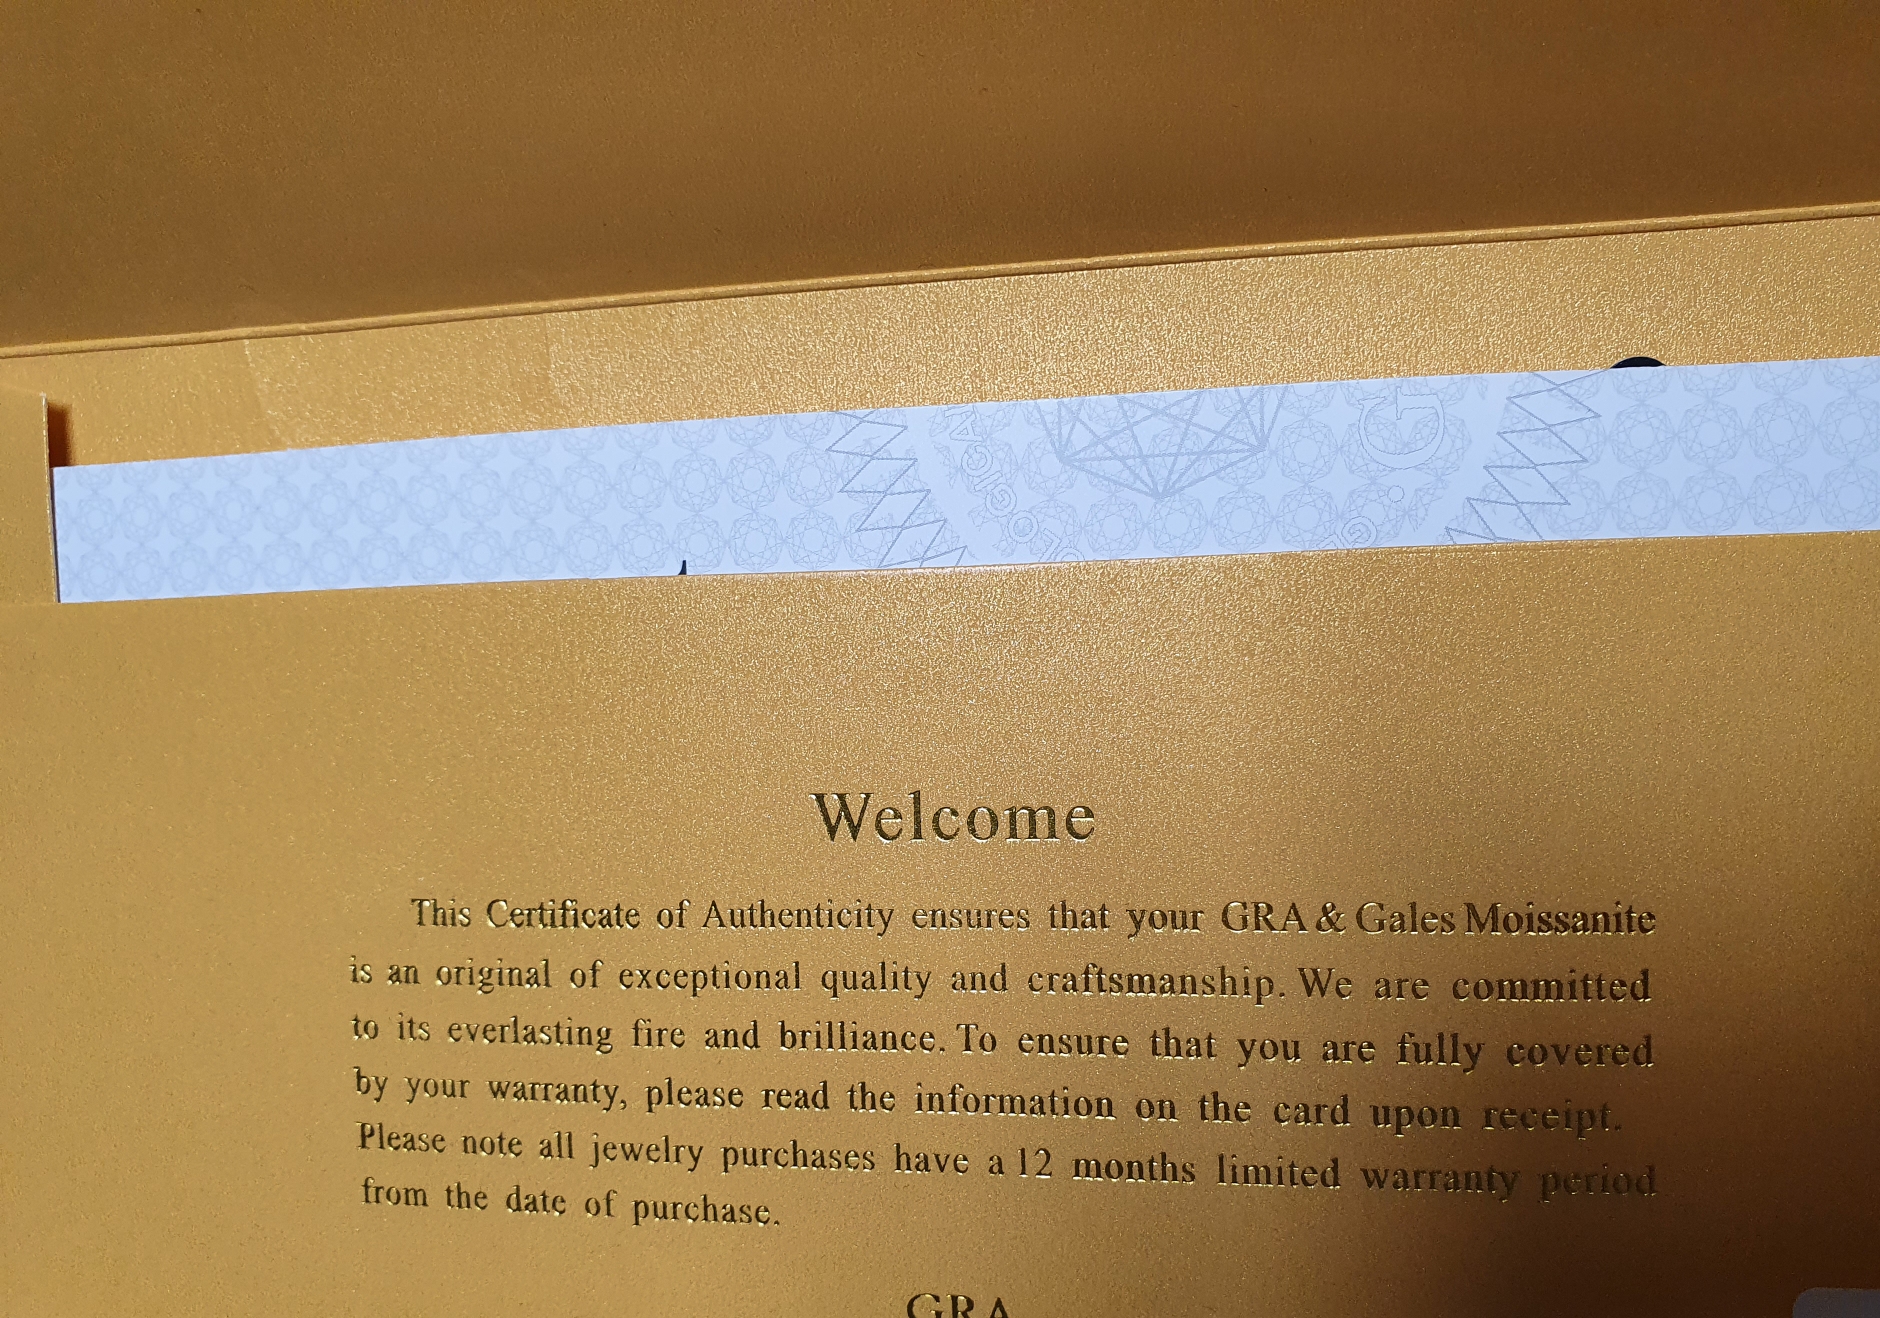 G
Welcome
This Certificate of Authenticity ensures that your GRA & Gales Moissanite
is an original of exceptional quality and craftsmanship. We are committed
to its everlasting fire and brilliance. To ensure that you are fully covered
by your warranty, please read the information on the card upon receipt.
Please note all jewelry purchases have a 12 months limited warranty period
from the date of purchase.
GRA